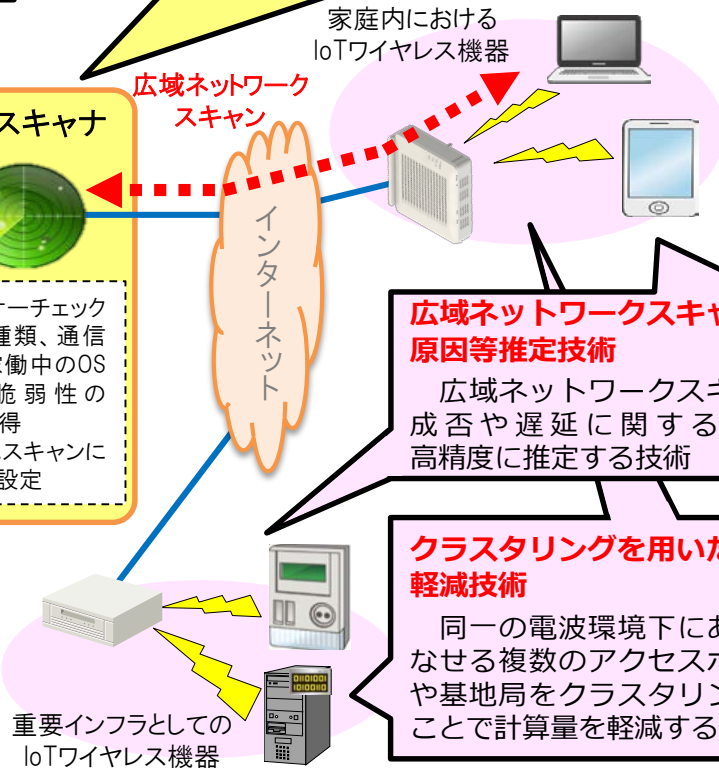 家庭内における
IoTワイヤレス機器
広域ネットワーク
スキャン
スキャナ
インターネット
ナーチェック
種類、通信
稼働中のOS
脆弱性の
得
スキャンに
設定
広域ネットワークスキャ
原因等推定技術
広域ネットワークスキ
成否や遅延に関する
高精度に推定する技術
クラスタリングを用いた
軽減技術
同一の電波環境下にあ
なせる複数のアクセスポ
や基地局をクラスタリン
ことで計算量を軽減する
01101001
10100110
重要インフラとしての
IoTワイヤレス機器